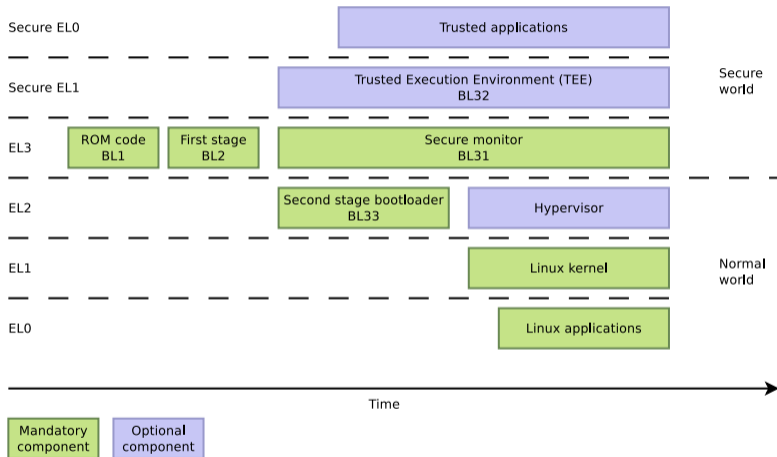 Secure EL0
Trusted applications
Secure EL1
Trusted Execution Environment (TEE)
BL32
Secure
world
EL3
ROM code
BL1
First stage
BL2
Secure monitor
BL31
EL2
Second stage bootloader
BL33
Hypervisor
EL1
Linux kernel
Normal
world
EL0
Linux applications
Time
Mandatory
component
Optional
component